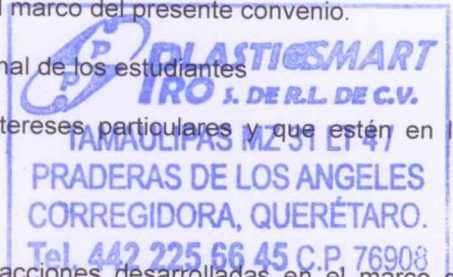 l marco del presente convenio.
nal de los estudiantes
P P PLASTICSMART
PRO S. DE R.L. DE C.V.
tereses particulares y que estén en l
TAMAULIPAS MZ 31 LT 47
PRADERAS DE LOS ANGELES
CORREGIDORA, QUERÉTARO.
Tel. 442 225 66 45 C.P. 76908
acciones desarrolladas en el marco